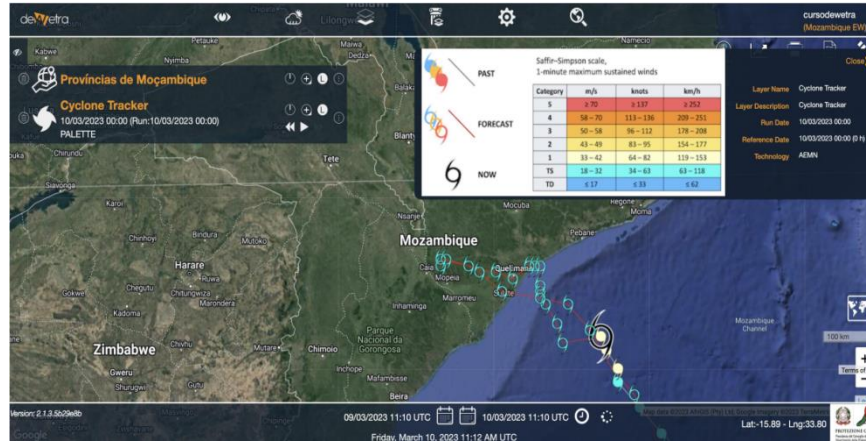 dewetra
cursodewetra
(Mozambique EW)
Províncias de Moçambique
Cyclone Tracker
10/03/2023 00:00 (Run:10/03/2023 00:00)
PALETTE
PAST
FORECAST
NOW
Saffir-Simpson scale,
1-minute maximum sustained winds
Category m/s knots km/h
5 ≥ 70 ≥ 137 ≥ 252
4 58 – 70 113 – 136 209 – 251
3 50 – 58 96 – 112 178 – 208
2 43 – 49 83 – 95 154 – 177
1 33 – 42 64 – 82 119 – 153
TS 18 – 32 34 – 63 63 – 118
TD ≤ 17 ≤ 33 ≤ 62
Close
Layer Name Cyclone Tracker
Layer Description Cyclone Tracker
Run Date 10/03/2023 00:00
Reference Date 10/03/2023 00:00 (0 h)
Technology AEMN
Lilongwe
Petauke
Nyimba
Kabwe
Kafue
Maiwa
Dedza
Namecio
Chirundu
Siavonga
Tete
Blanty
Karoi
Mocuba
Regone
Moma
Nsanje
Pebane
Chinhoyi
Bindura
Mutoko
Mozambique
Harare
Ruwa
Caia
Mopeia
Quelimane
Gokwe
Chegutu
Chitungwiza
Marondera
Marromeu
Inhaminga
Kadoma
Parque
Nacional da
Gorongosa
Mozambique
Channel
100 km
Zimbabwe
Mutare
Chimoio
Gweru
Gutu
Shurugwi
Inchope
Mafambisse
Beira
Terms of
Google
Version: 2.1.3.5b29e8b
09/03/2023 11:10 UTC
10/03/2023 11:10 UTC
Friday, March 10, 2023 11:12 AM UTC
Lat:-15.89 - Lng:33.80